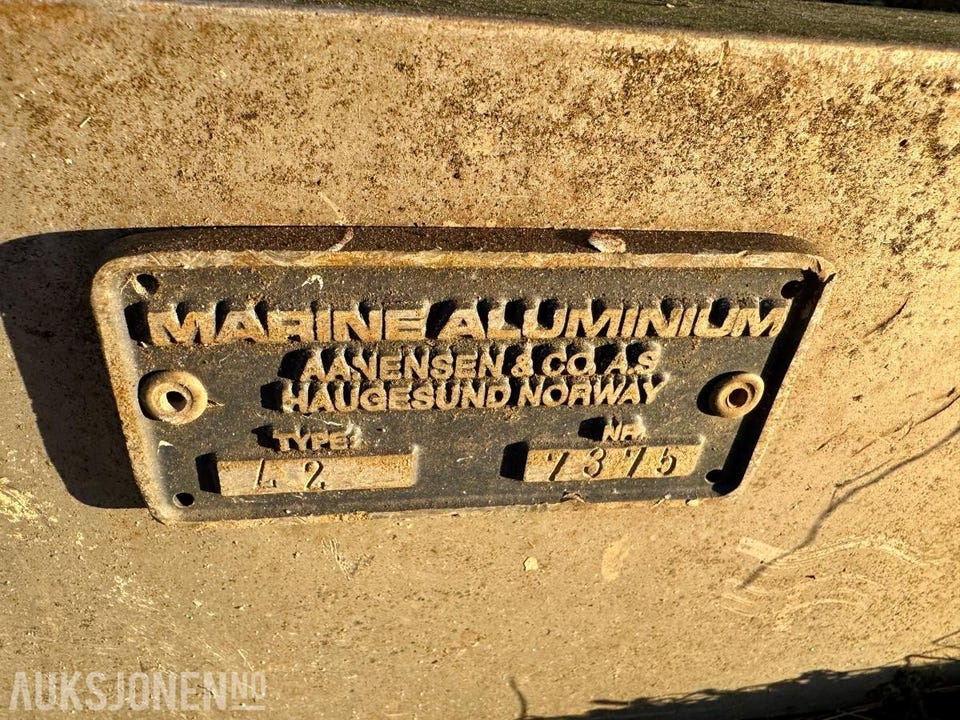 MARINE ALUMINIUM
AANENSEN & CO. A.S
HAUGESUND NORWAY
TYPE: NR.
42 7375
AUKSJONEN.NO